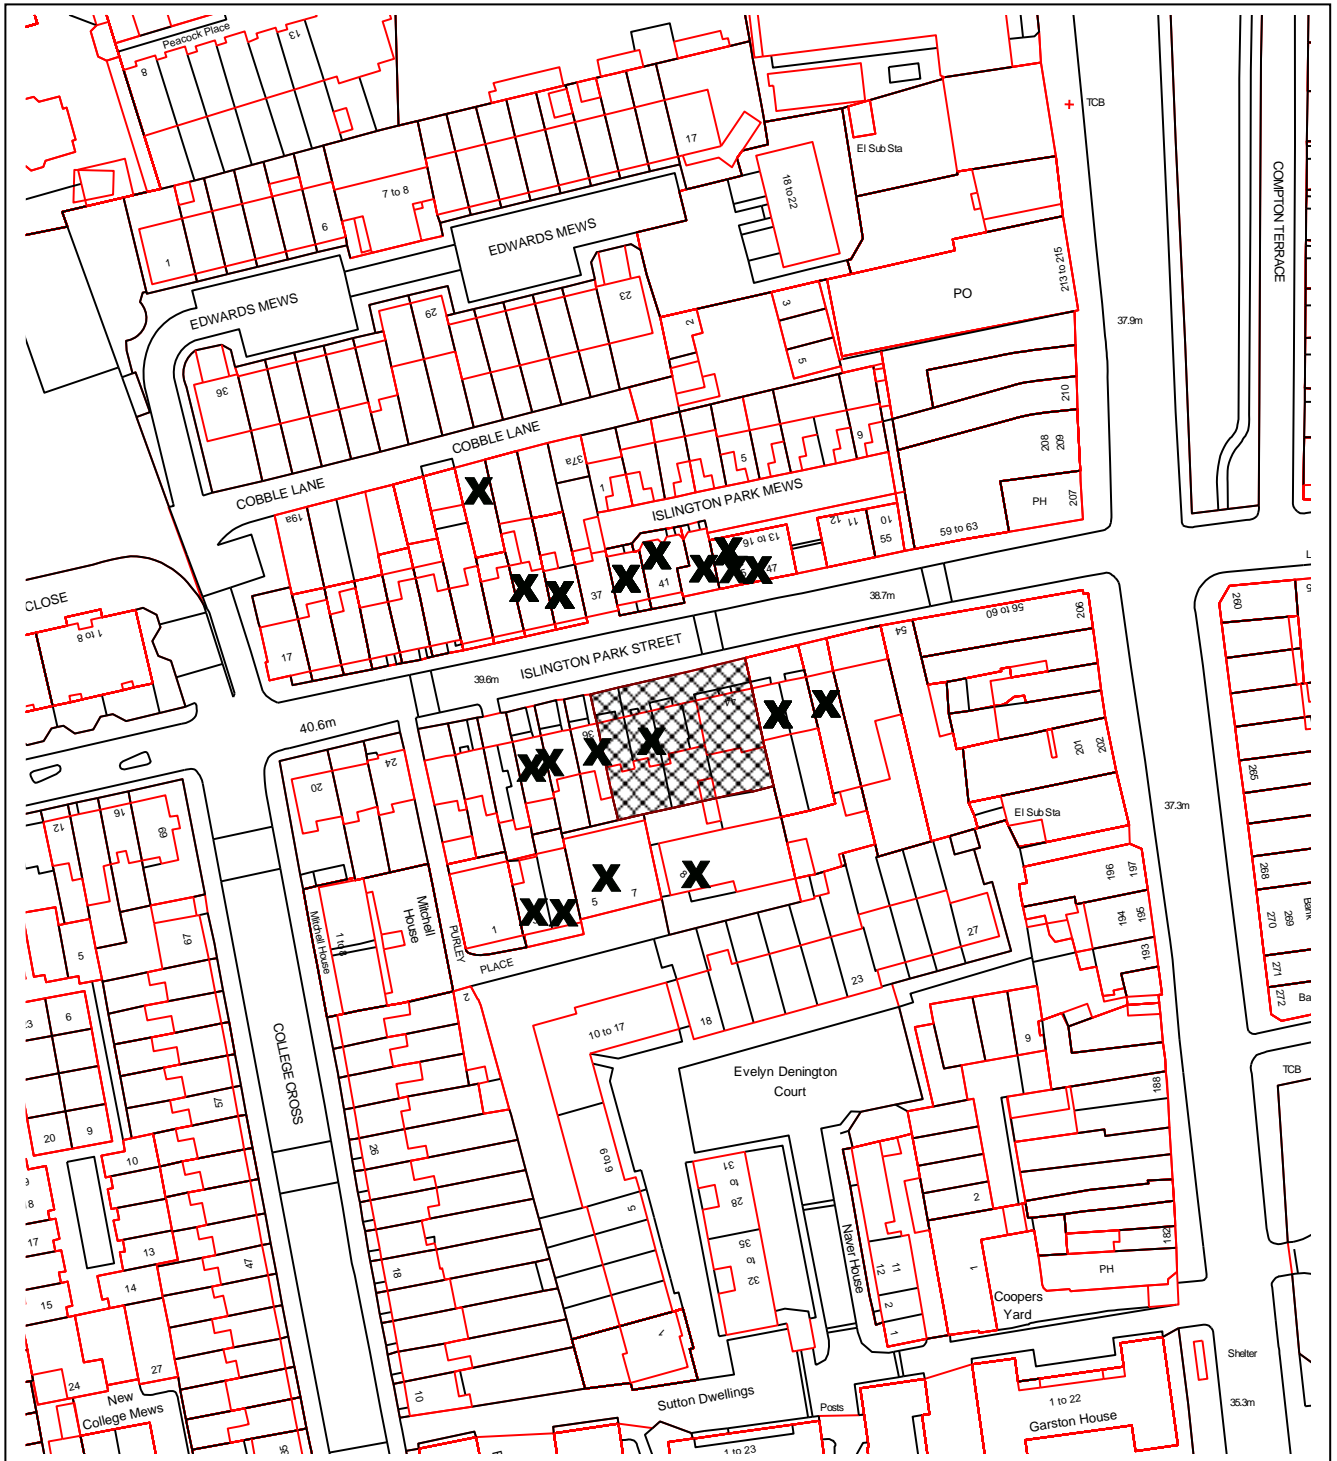 Peacock Place
13
8
TCB
17
El Sub Sta
18 to 22
7 to 8
6
1
EDWARDS MEWS
COMPTON TERRACE
213 to 215
PO
EDWARDS MEWS
23
29
3
2
5
37.9m
36
210
COBBLE LANE
208
209
37a
5
9
1
COBBLE LANE
ISLINGTON PARK MEWS
PH
207
19a
X
12
11
10
55
59 to 63
13 to 16
X
X
X
X
X
X
X
X
37
41
47
CLOSE
1 to 8
38.7m
56 to 60
206
260
54
17
ISLINGTON PARK STREET
39.6m
40.6m
44
X
X
36
X
X
X
X
24
20
201
202
265
12
16
69
El Sub Sta
37.3m
X
X
8
5
7
X
X
1
196
197
268
Mitchell House
1 to 8
Mitchell
House
PURLEY
PLACE
194
195
193
269
270
Bank
27
67
5
271
272
Ba
2
23
18
10 to 17
6
9
COLLEGE CROSS
Evelyn Denington
Court
TCB
188
57
20
9
10
26
6 to 9
31
to
28
2
5
17
13
47
18
35
to
32
Naver House
11
12
182
PH
1
14
15
Coopers
Yard
2
1
27
24
New
College Mews
10
Sutton Dwellings
Posts
Shelter
1 to 22
Garston House
35.3m
1 to 23